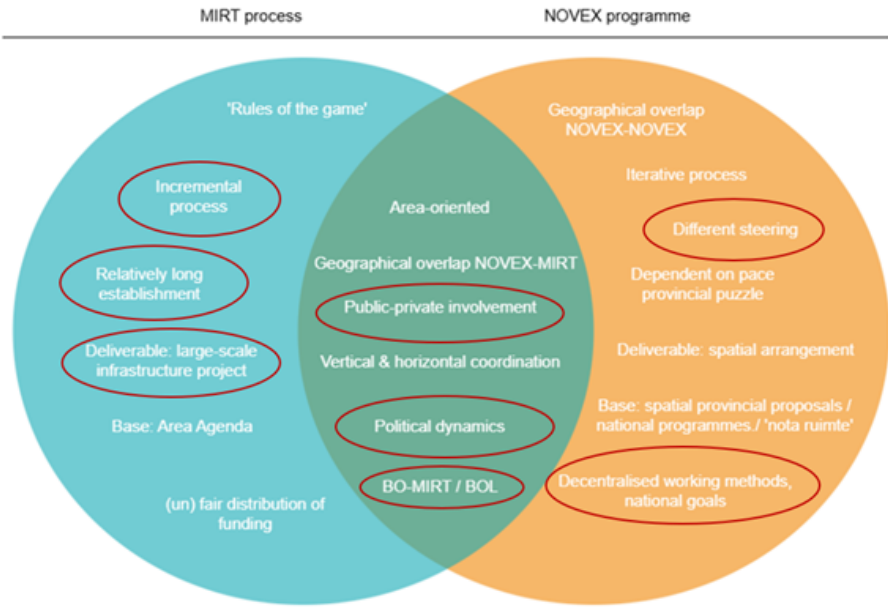 MIRT process
NOVEX programme
'Rules of the game'
Incremental
process
Relatively long
establishment
Deliverable: large-scale
infrastructure project
Base: Area Agenda
(un) fair distribution of
funding
Area-oriented
Geographical overlap NOVEX-MIRT
Public-private involvement
Vertical & horizontal coordination
Political dynamics
BO-MIRT / BOL
Geographical overlap
NOVEX-NOVEX
Iterative process
Different steering
Dependent on pace
provincial puzzle
Deliverable: spatial arrangement
Base: spatial provincial proposals /
national programmes./ 'nota ruimte'
Decentralised working methods,
national goals